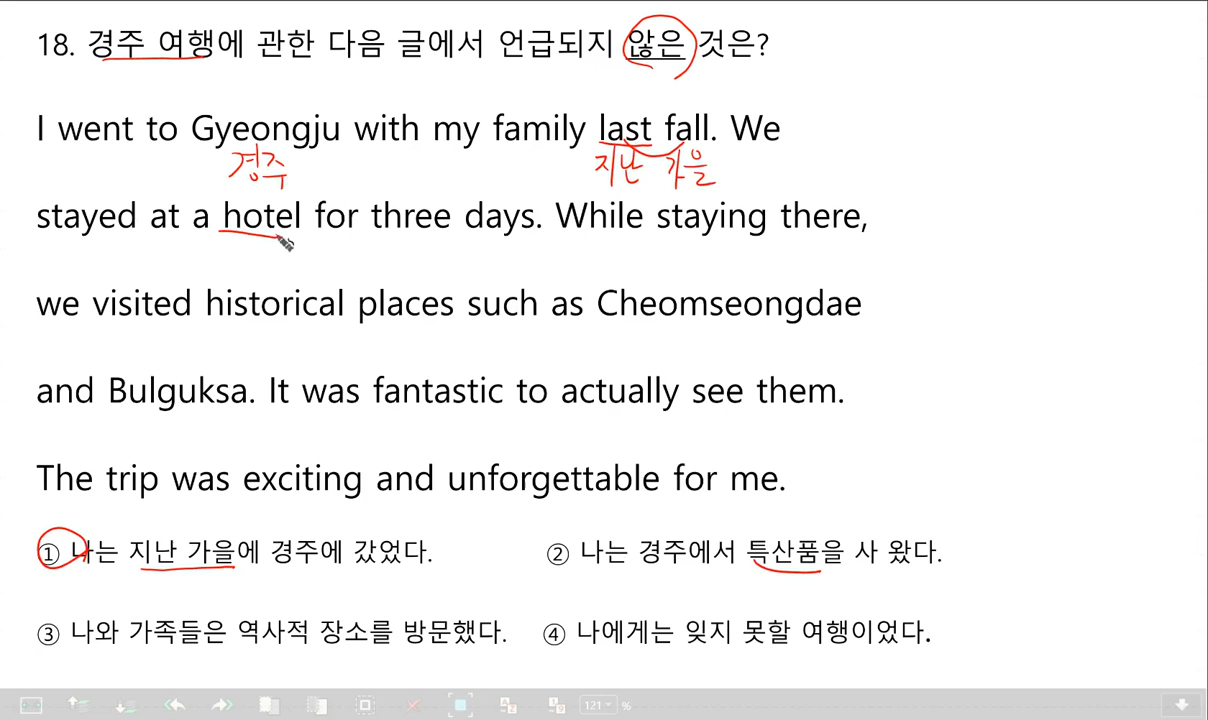 18. 경주 여행에 관한 다음 글에서 언급되지 않은 것은?
I went to Gyeongju with my family last fall. We
경주 지난 가을
stayed at a hotel for three days. While staying there,
we visited historical places such as Cheomseongdae
and Bulguksa. It was fantastic to actually see them.
The trip was exciting and unforgettable for me.
① 나는 지난 가을에 경주에 갔었다. ② 나는 경주에서 특산품을 사 왔다.
③ 나와 가족들은 역사적 장소를 방문했다. ④ 나에게는 잊지 못할 여행이었다.
121 %